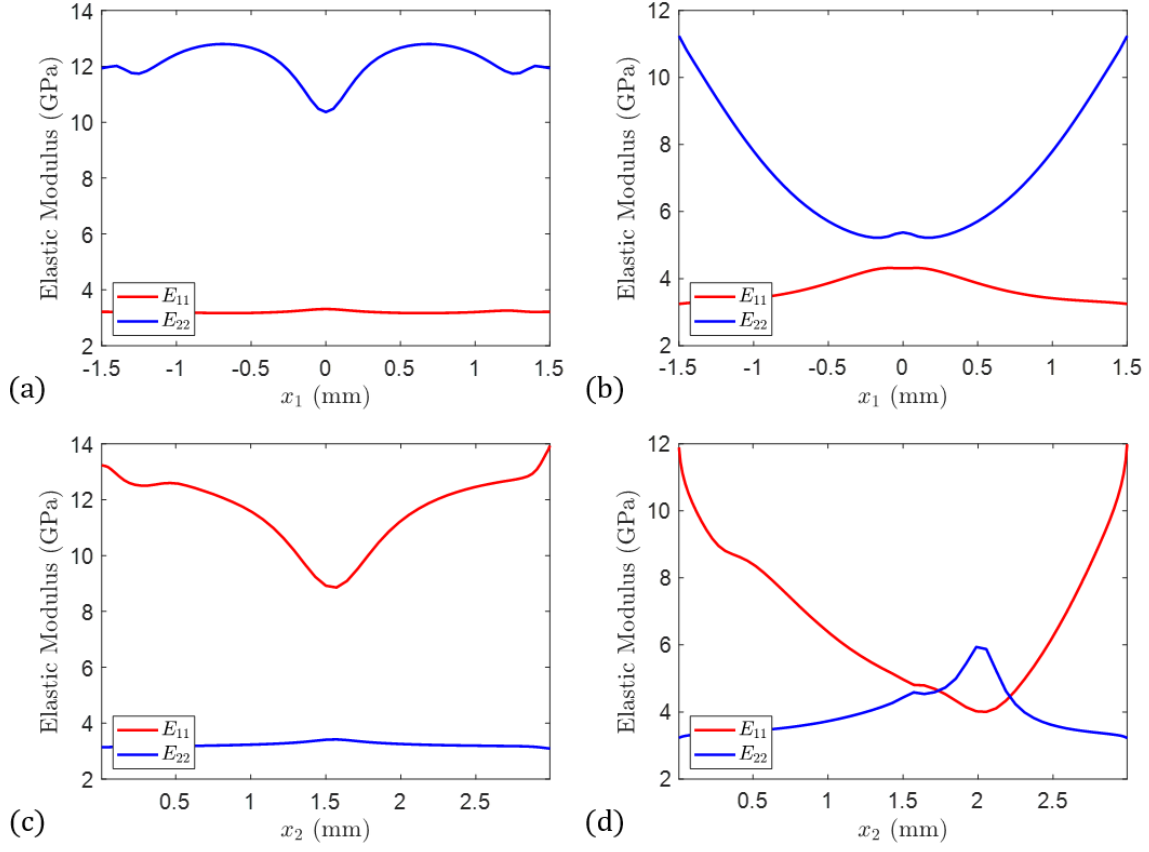 14
12
10
8
6
4
2
Elastic Modulus (GPa)
E₁₁
E₂₂
-1.5 -1 -0.5 0 0.5 1 1.5
x₁ (mm)
(a)
12
10
8
6
4
2
Elastic Modulus (GPa)
E₁₁
E₂₂
-1.5 -1 -0.5 0 0.5 1 1.5
x₁ (mm)
(b)
14
12
10
8
6
4
2
Elastic Modulus (GPa)
E₁₁
E₂₂
0.5 1 1.5 2 2.5
x₂ (mm)
(c)
12
10
8
6
4
2
Elastic Modulus (GPa)
E₁₁
E₂₂
0.5 1 1.5 2 2.5
x₂ (mm)
(d)